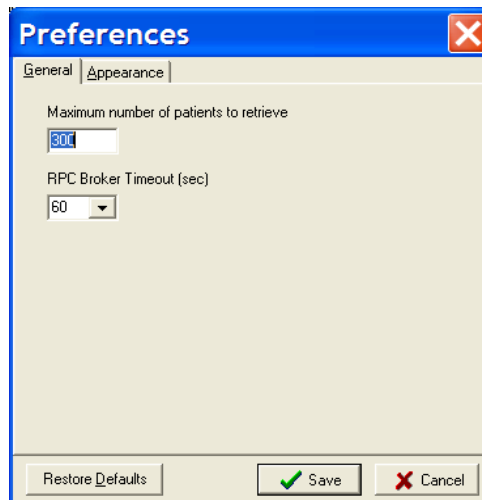 Preferences
General Appearance
Maximum number of patients to retrieve
300
RPC Broker Timeout (sec)
60
Restore Defaults Save Cancel